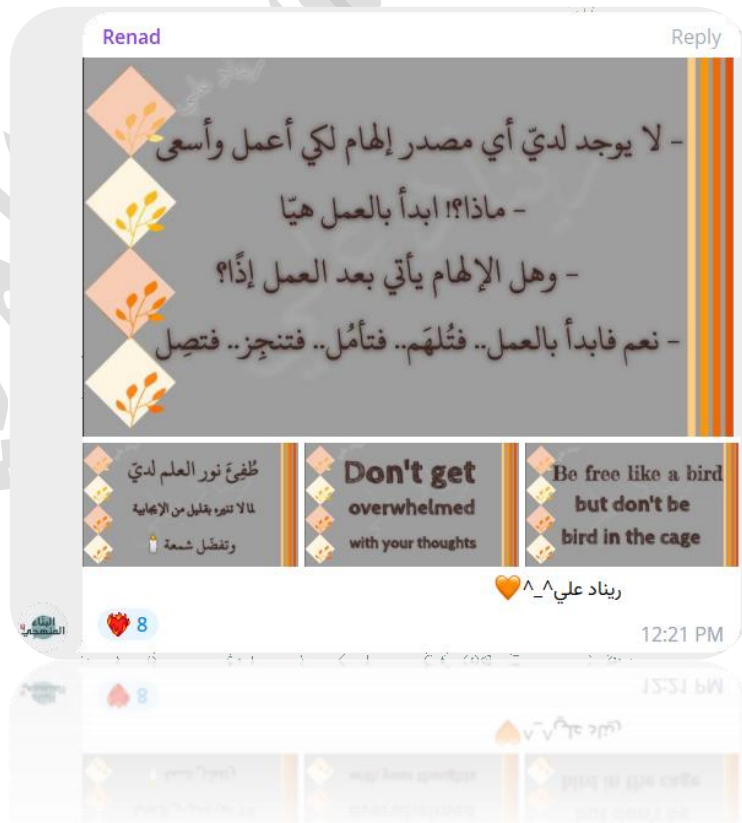 Renad
Reply
- لا يوجد لديّ أي مصدر إلهام لكي أعمل وأسعى
- ماذا؟! ابدأ بالعمل هيّا
- وهل الإلهام يأتي بعد العمل إذًا؟
- نعم فابدأ بالعمل.. فتُلهَم.. فتأمُل.. فتنجِز.. فتصِل
طُفِئَ نور العلم لديّ
لما لا تنيره بقليل من الإيجابية
وتفضّل شمعة 🕯
Don't get
overwhelmed
with your thoughts
Be free like a bird
but don't be
bird in the cage
ريناد علي^_^🧡
البناء
المنهجي
❤️‍🔥 8
12:21 PM